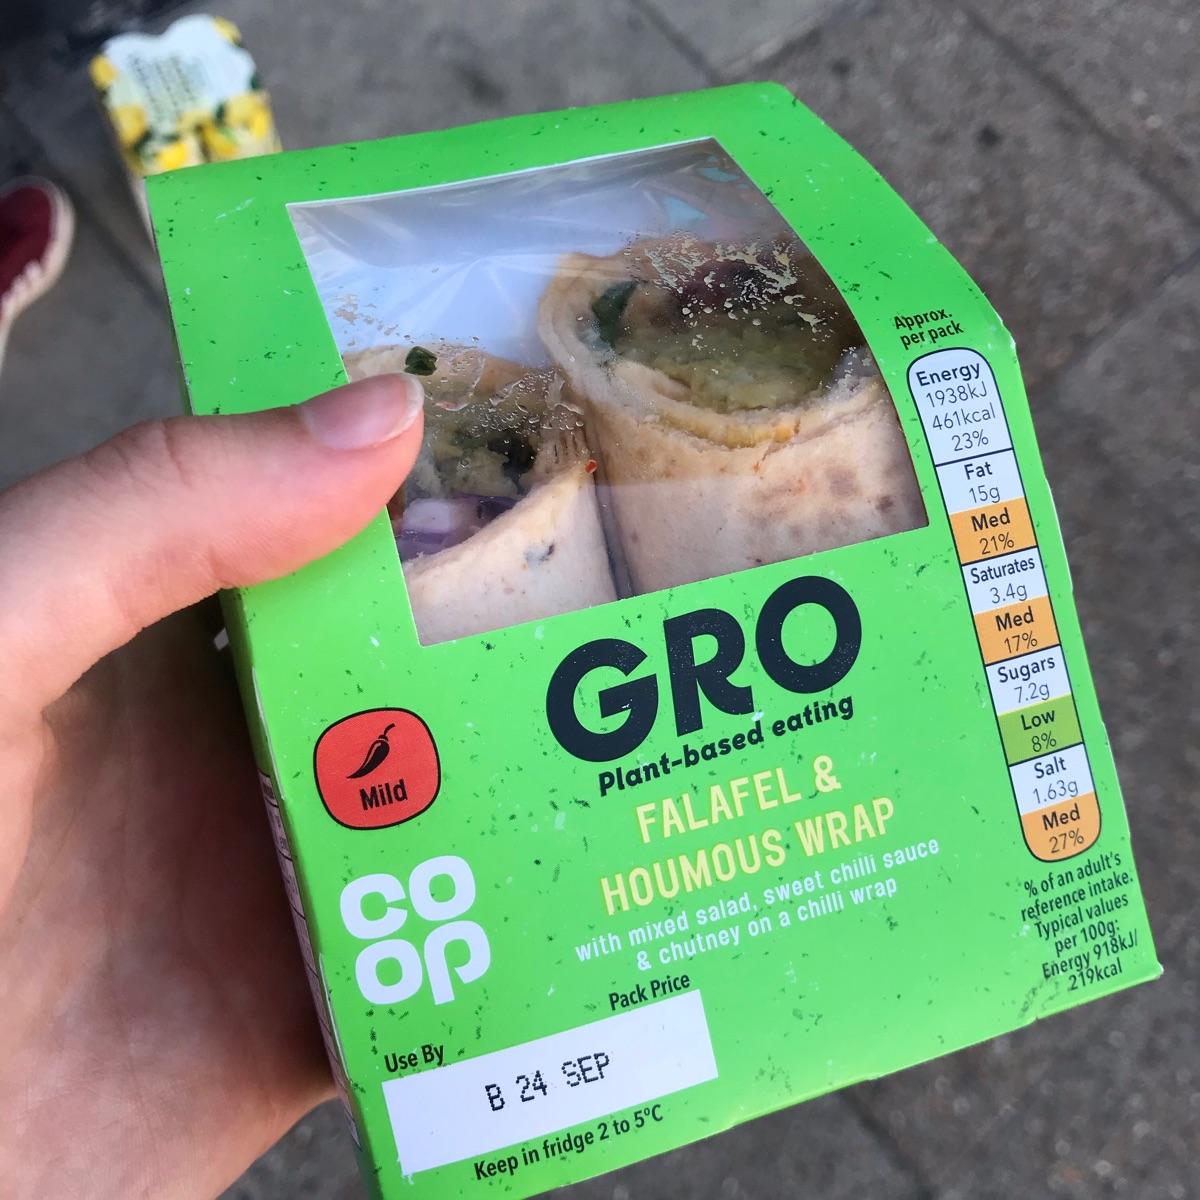 Approx.
per pack
Energy
1938kJ
461kcal
23%
Fat
15g
Med
21%
Saturates
3.4g
Med
17%
Sugars
7.2g
Low
8%
Salt
1.63g
Med
27%
% of an adult's
reference intake.
Typical values
per 100g:
Energy 918kJ/
219kcal
GRO
Plant-based eating
FALAFEL &
HOUMOUS WRAP
with mixed salad, sweet chilli sauce
& chutney on a chilli wrap
Mild
CO
OP
Pack Price
Use By
B 24 SEP
Keep in fridge 2 to 5°C